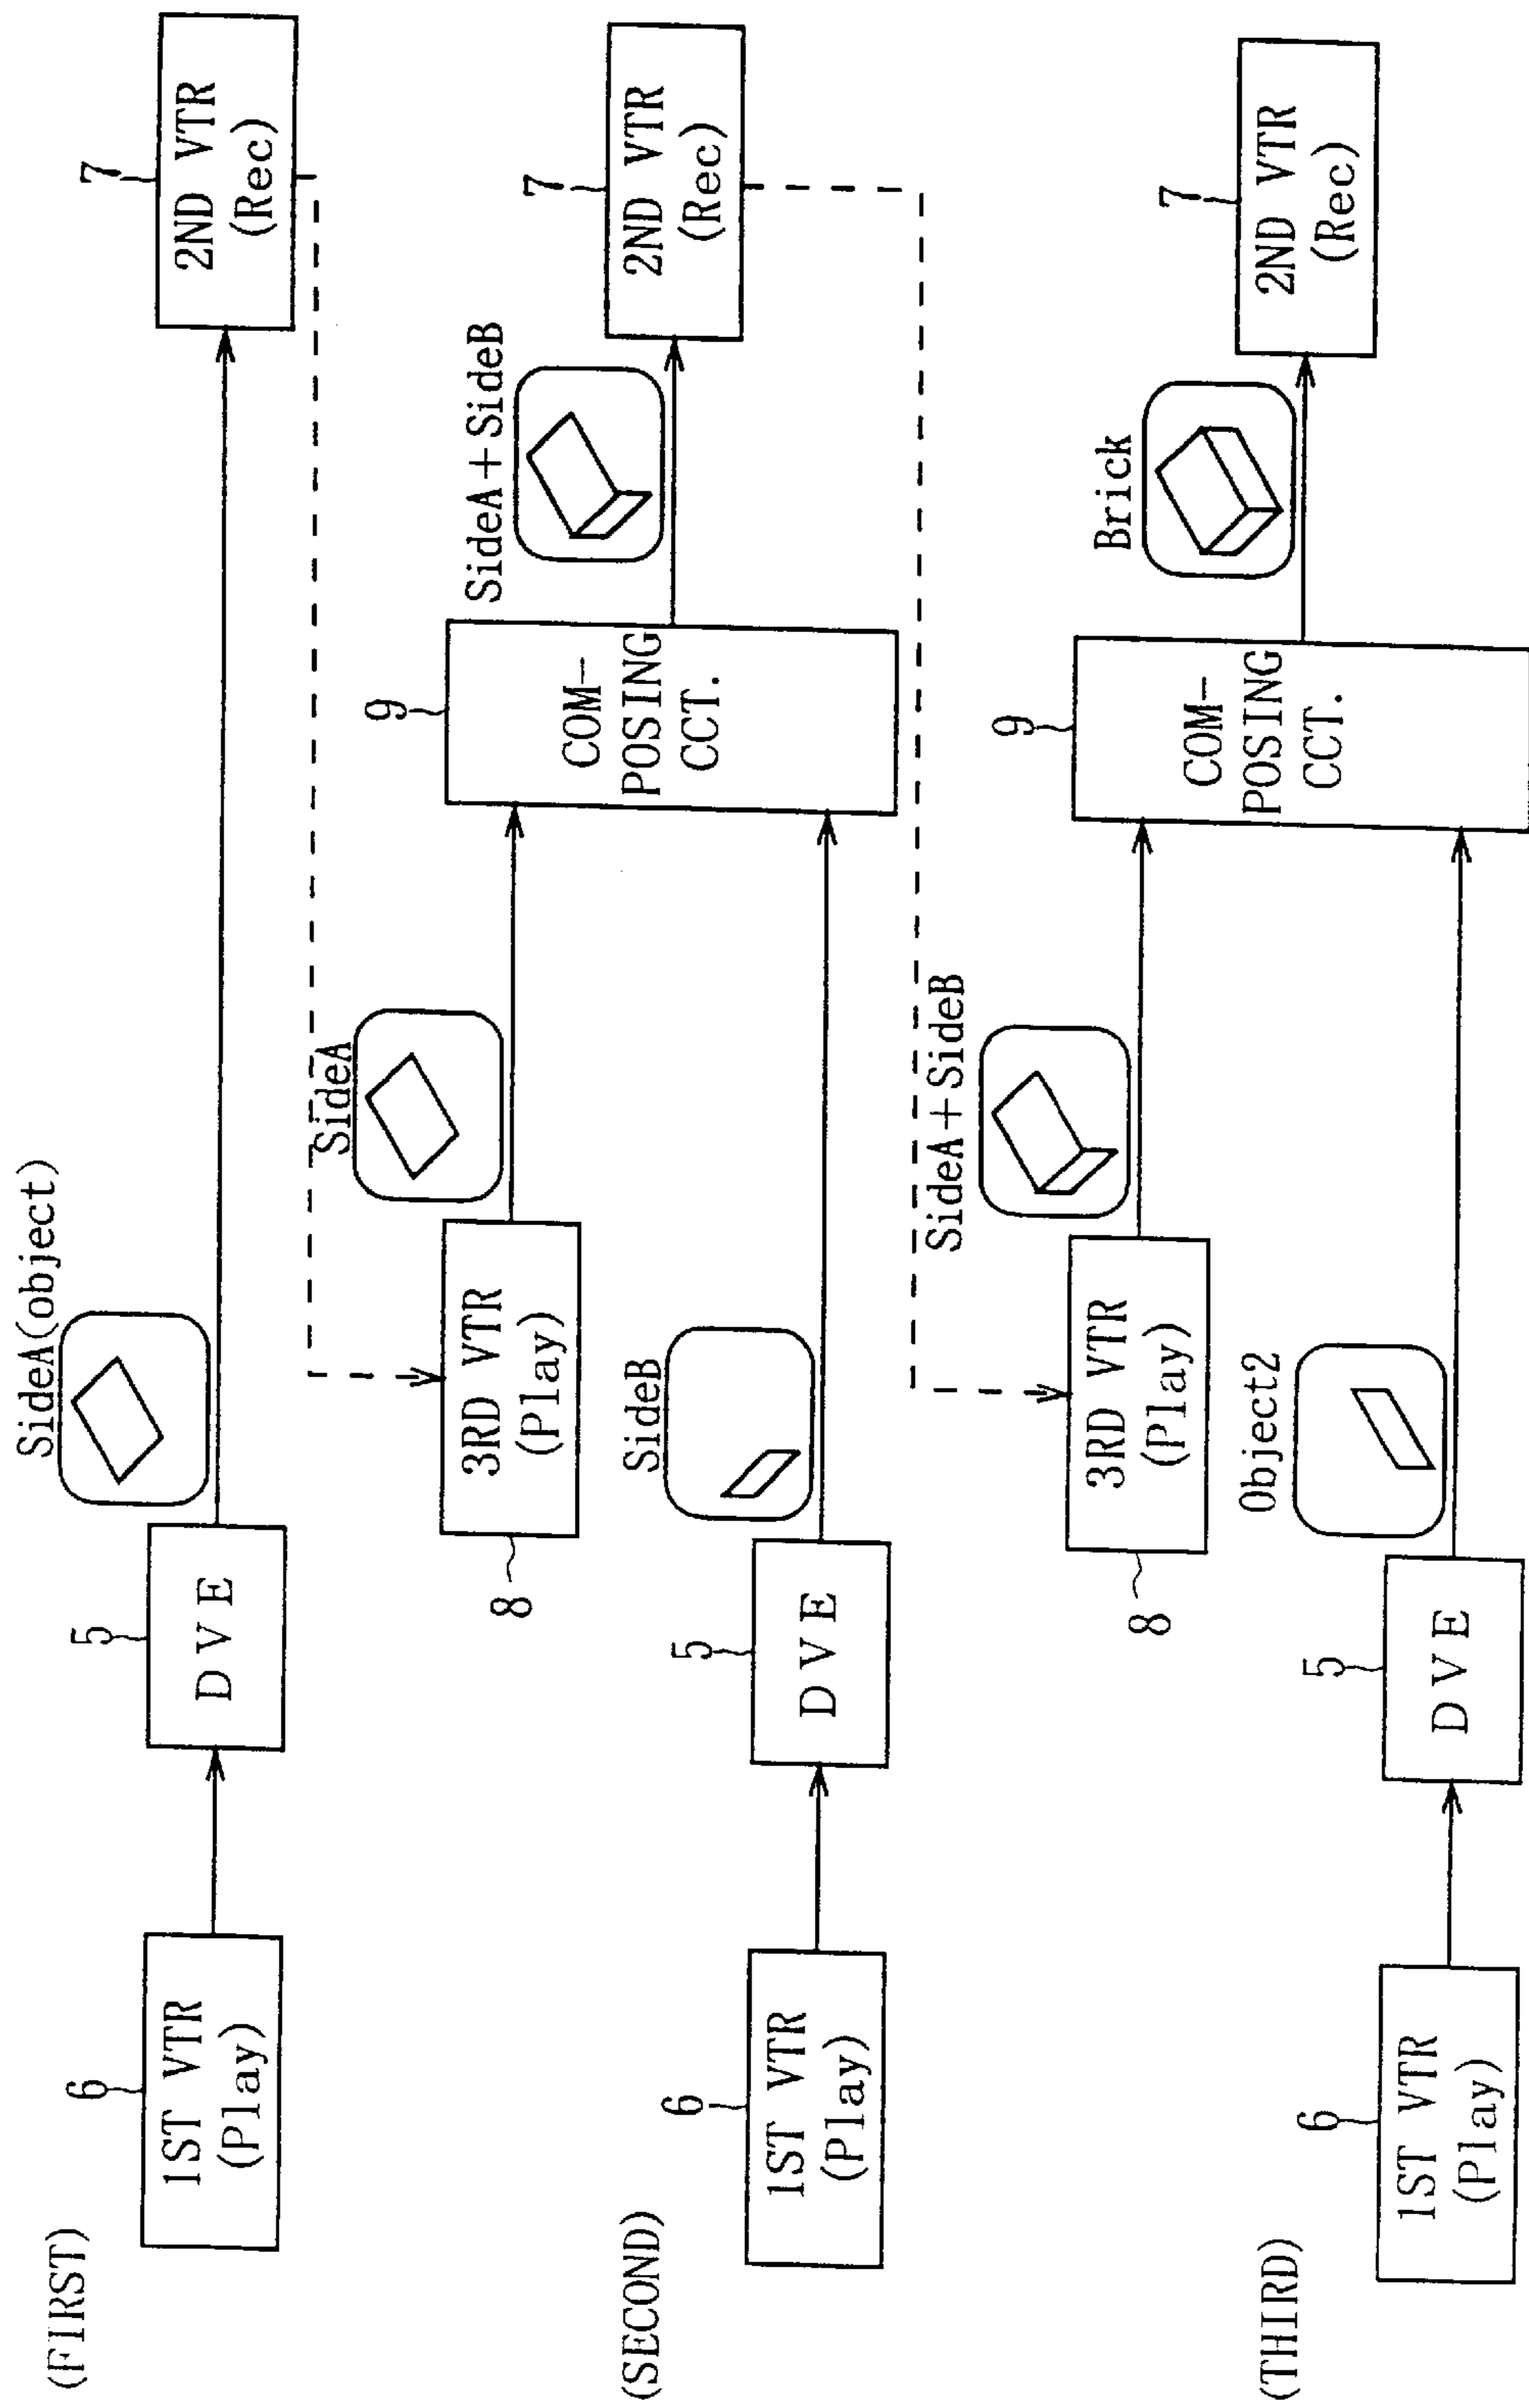 (FIRST)
6
1ST VTR
(Play)
5
DVE
SideA(object)
7
2ND VTR
(Rec)
(SECOND)
8
3RD VTR
(Play)
SideA
6
1ST VTR
(Play)
5
DVE
SideB
9
COM-
POSING
CCT.
SideA+SideB
7
2ND VTR
(Rec)
(THIRD)
8
3RD VTR
(Play)
SideA+SideB
6
1ST VTR
(Play)
5
DVE
Object2
9
COM-
POSING
CCT.
Brick
7
2ND VTR
(Rec)